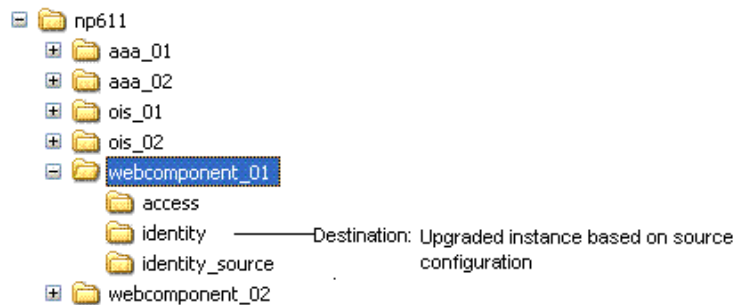 np611
aaa_01
aaa_02
ois_01
ois_02
webcomponent_01
access
identity Destination: Upgraded instance based on source
identity_source configuration
webcomponent_02